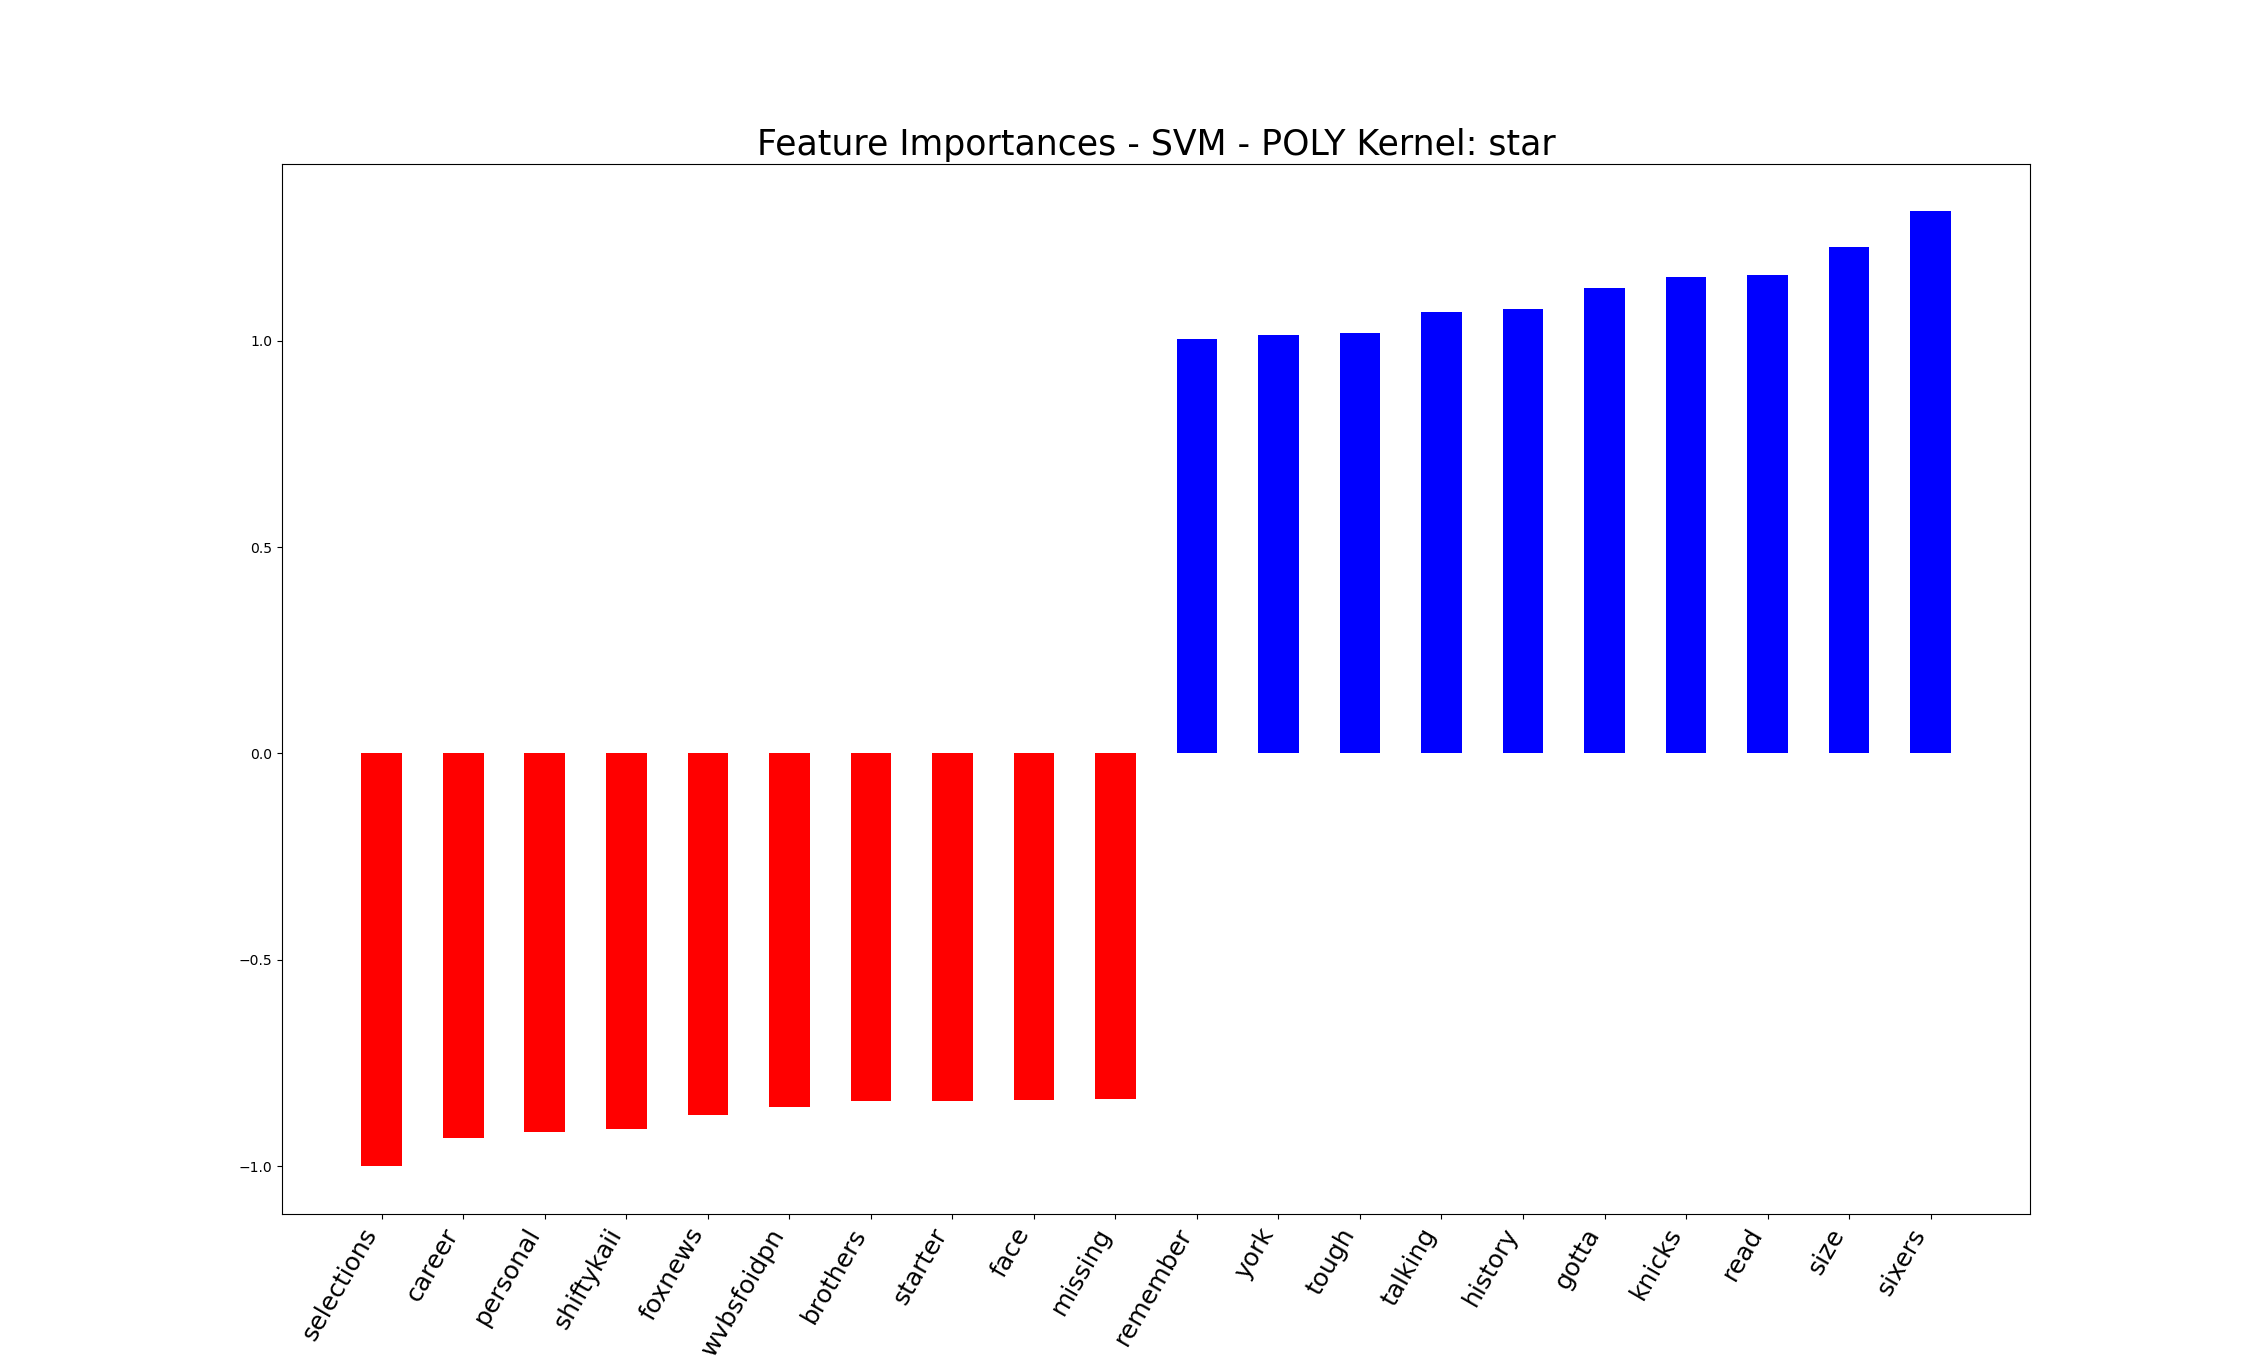 Feature Importances - SVM - POLY Kernel: star
1.0
0.5
0.0
−0.5
−1.0
selections
career
personal
shiftykaii
foxnews
wvbsfoidpn
brothers
starter
face
missing
remember
york
tough
talking
history
gotta
knicks
read
size
sixers